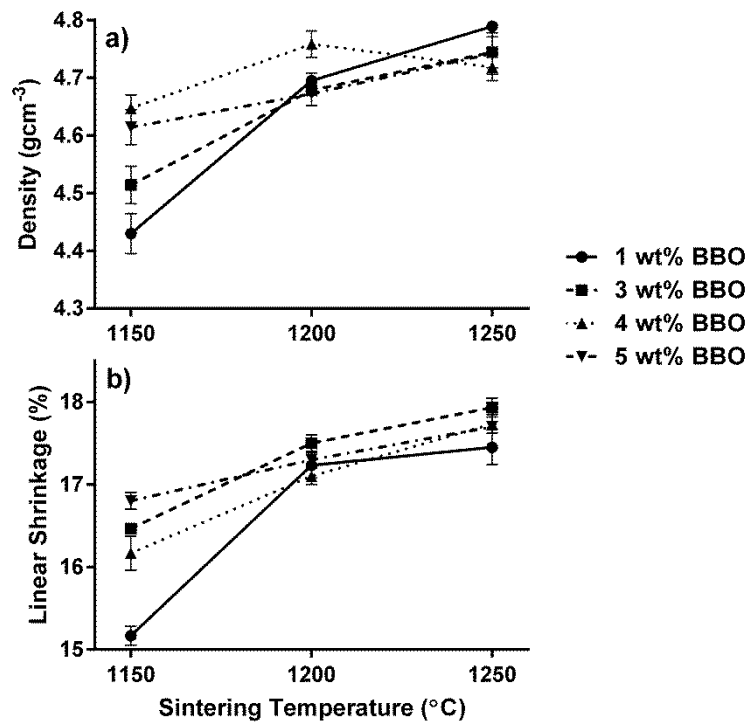 a)
4.8
4.7
4.6
4.5
4.4
4.3
Density (gcm⁻³)
1150
1200
1250
1 wt% BBO
3 wt% BBO
4 wt% BBO
5 wt% BBO
b)
18
17
16
15
Linear Shrinkage (%)
1150
1200
1250
Sintering Temperature (°C)